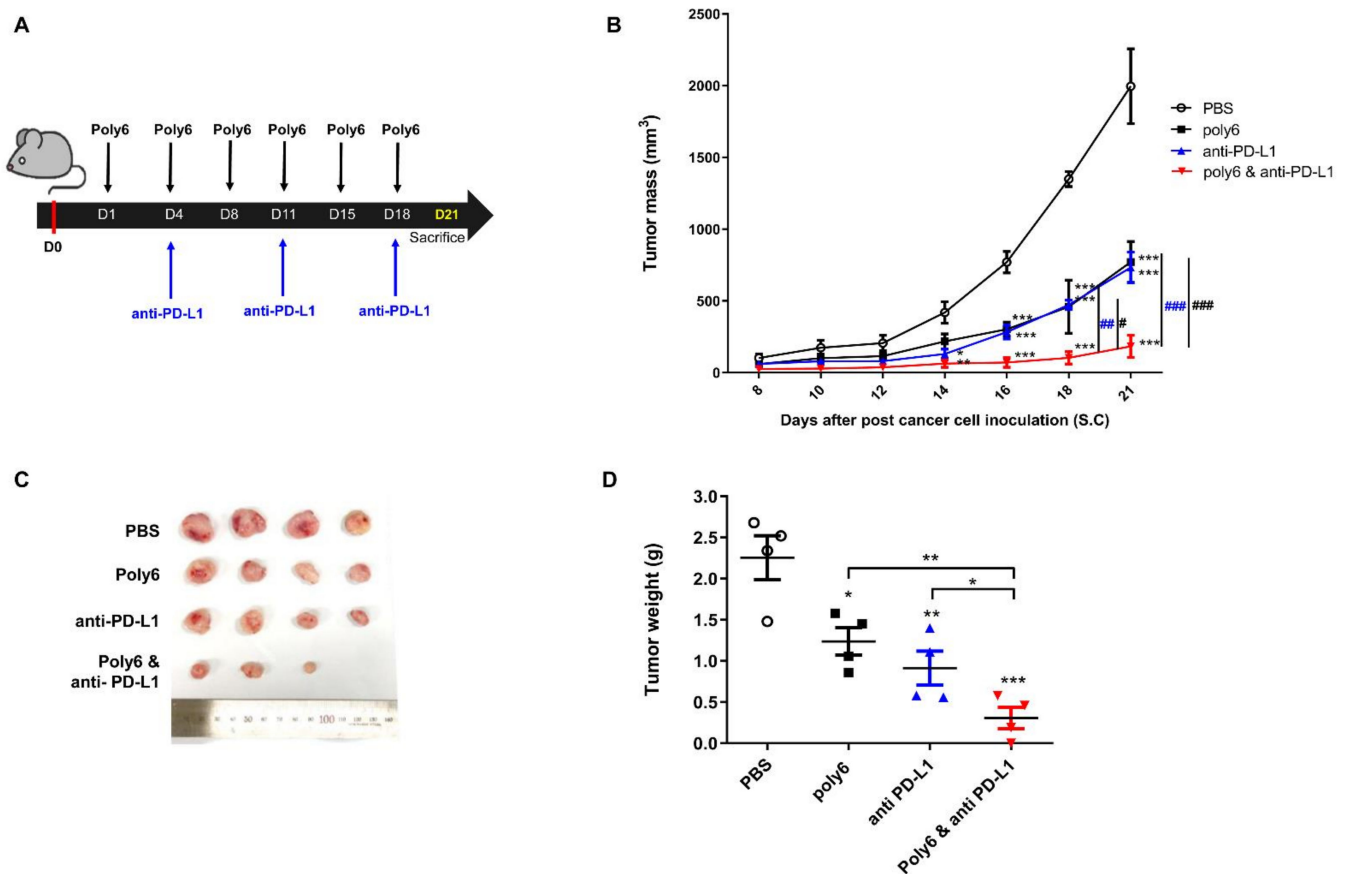 A
Poly6 Poly6 Poly6 Poly6 Poly6 Poly6
D1 D4 D8 D11 D15 D18 D21
D0
Sacrifice
anti-PD-L1 anti-PD-L1 anti-PD-L1
B
Tumor mass (mm3)
2500
2000
1500
1000
500
0
8 10 12 14 16 18 21
Days after post cancer cell inoculation (S.C)
PBS
poly6
anti-PD-L1
poly6 & anti-PD-L1
*
**
***
***
***
***
***
***
***
***
***
## #
### ###
C
PBS
Poly6
anti-PD-L1
Poly6 &
anti- PD-L1
100
D
Tumor weight (g)
3.0
2.5
2.0
1.5
1.0
0.5
0.0
*
**
***
**
*
PBS
poly6
anti PD-L1
Poly6 & anti PD-L1